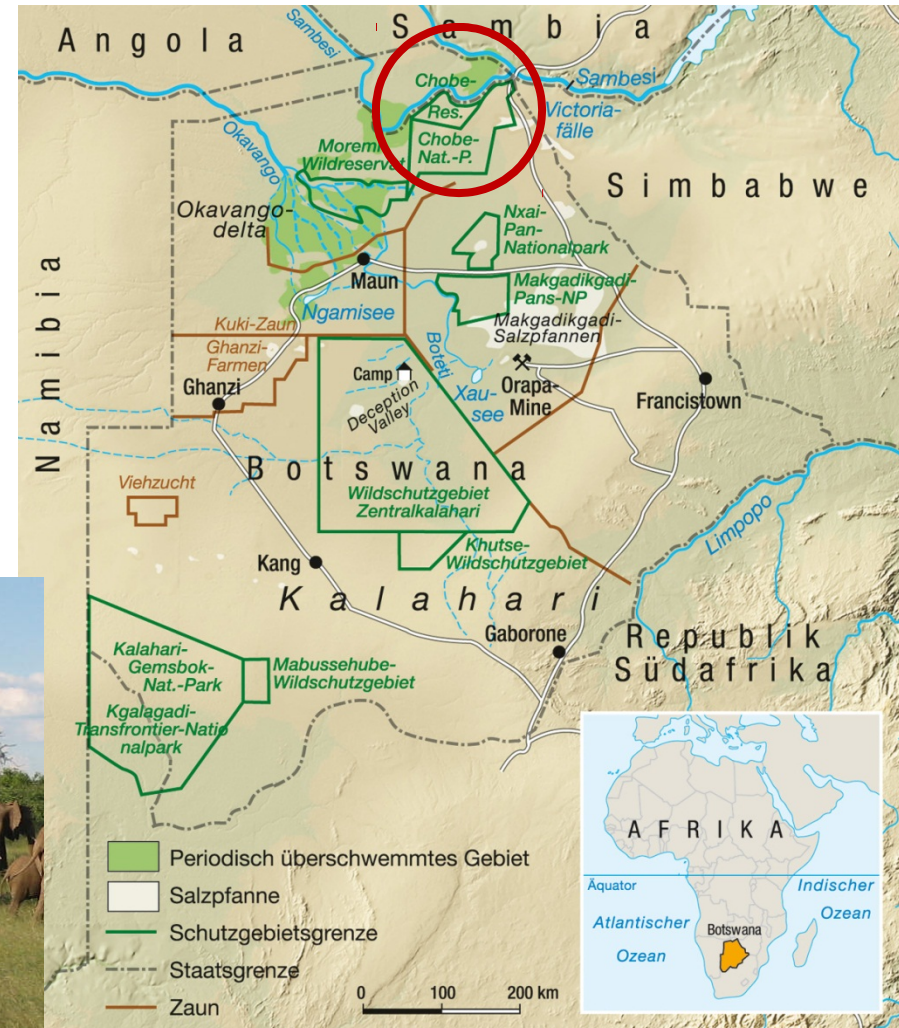 Angola
Sambia
Sambesi
Sambesi
Chobe-
Res.
Chobe-
Nat.-P.
Victoria-
fälle
Okavango
Moremi
Wildreservat
Simbabwe
Okavango-
delta
Nxai-
Pan-
Nationalpark
Maun
Makgadikgadi-
Pans-NP
Namibia
Ngamisee
Makgadikgadi-
Salzpfannen
Kuki-Zaun
Ghanzi-
Farmen
Boteti
Camp
Ghanzi
Deception
Valley
Xau-
see
Orapa-
Mine
Francistown
Botswana
Viehzucht
Wildschutzgebiet
Zentralkalahari
Limpopo
Khutse-
Wildschutzgebiet
Kang
Kalahari
Gaborone
Republik
Südafrika
Kalahari-
Gemsbok-
Nat.-Park
Mabussehube-
Wildschutzgebiet
Kgalagadi-
Transfrontier-Natio
nalpark
Periodisch überschwemmtes Gebiet
Salzpfanne
Schutzgebietsgrenze
Staatsgrenze
Zaun
0 100 200 km
AFRIKA
Äquator
Indischer
Ozean
Atlantischer
Ozean
Botswana